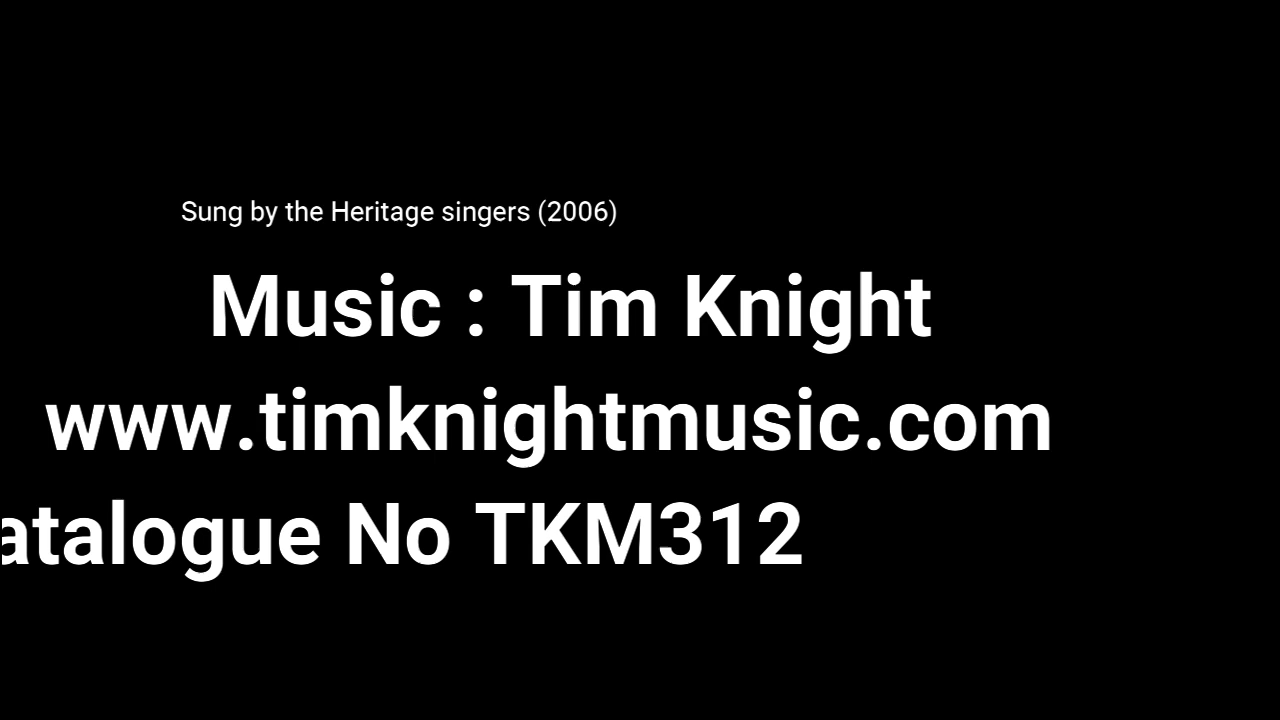 Sung by the Heritage singers (2006)
Music : Tim Knight
www.timknightmusic.com
atalogue No TKM312